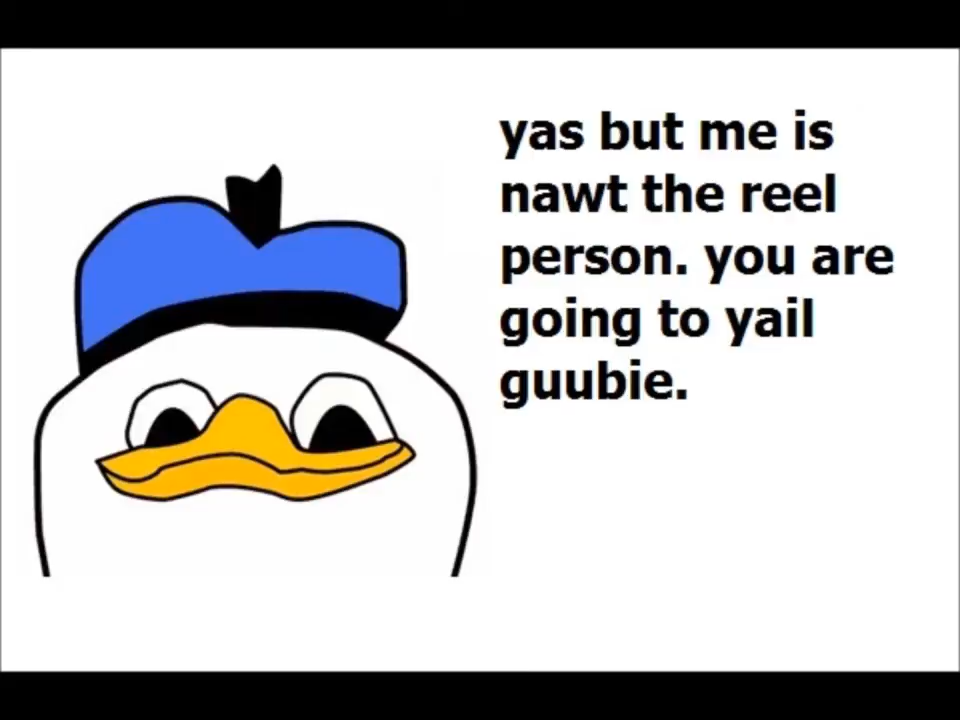 yas but me is
nawt the reel
person. you are
going to yail
guubie.